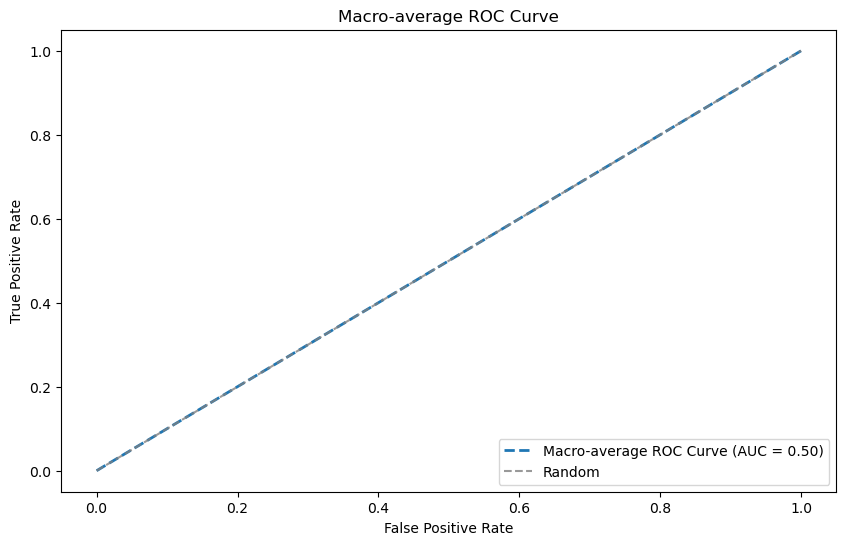 Macro-average ROC Curve
True Positive Rate
1.0
0.8
0.6
0.4
0.2
0.0
Macro-average ROC Curve (AUC = 0.50)
Random
0.0 0.2 0.4 0.6 0.8 1.0
False Positive Rate